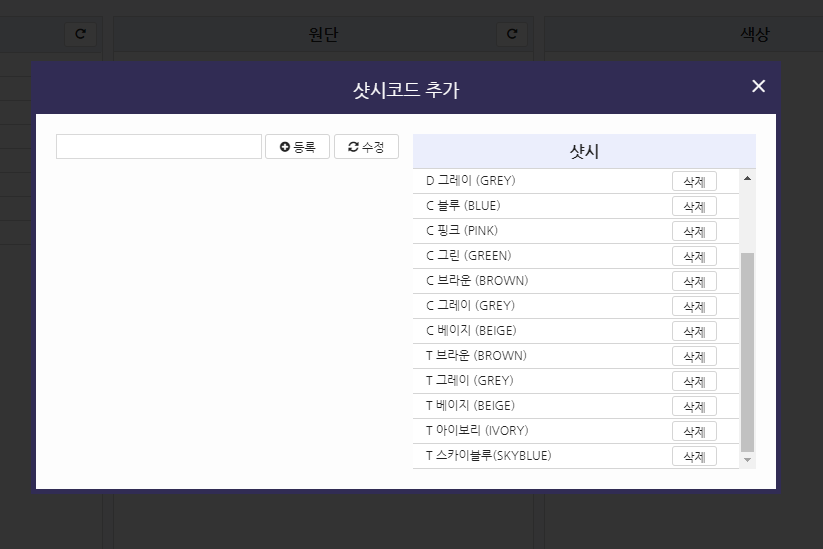 원단
색상
샷시코드 추가
등록
수정
샷시
D 그레이 (GREY) 삭제
C 블루 (BLUE) 삭제
C 핑크 (PINK) 삭제
C 그린 (GREEN) 삭제
C 브라운 (BROWN) 삭제
C 그레이 (GREY) 삭제
C 베이지 (BEIGE) 삭제
T 브라운 (BROWN) 삭제
T 그레이 (GREY) 삭제
T 베이지 (BEIGE) 삭제
T 아이보리 (IVORY) 삭제
T 스카이블루(SKYBLUE) 삭제